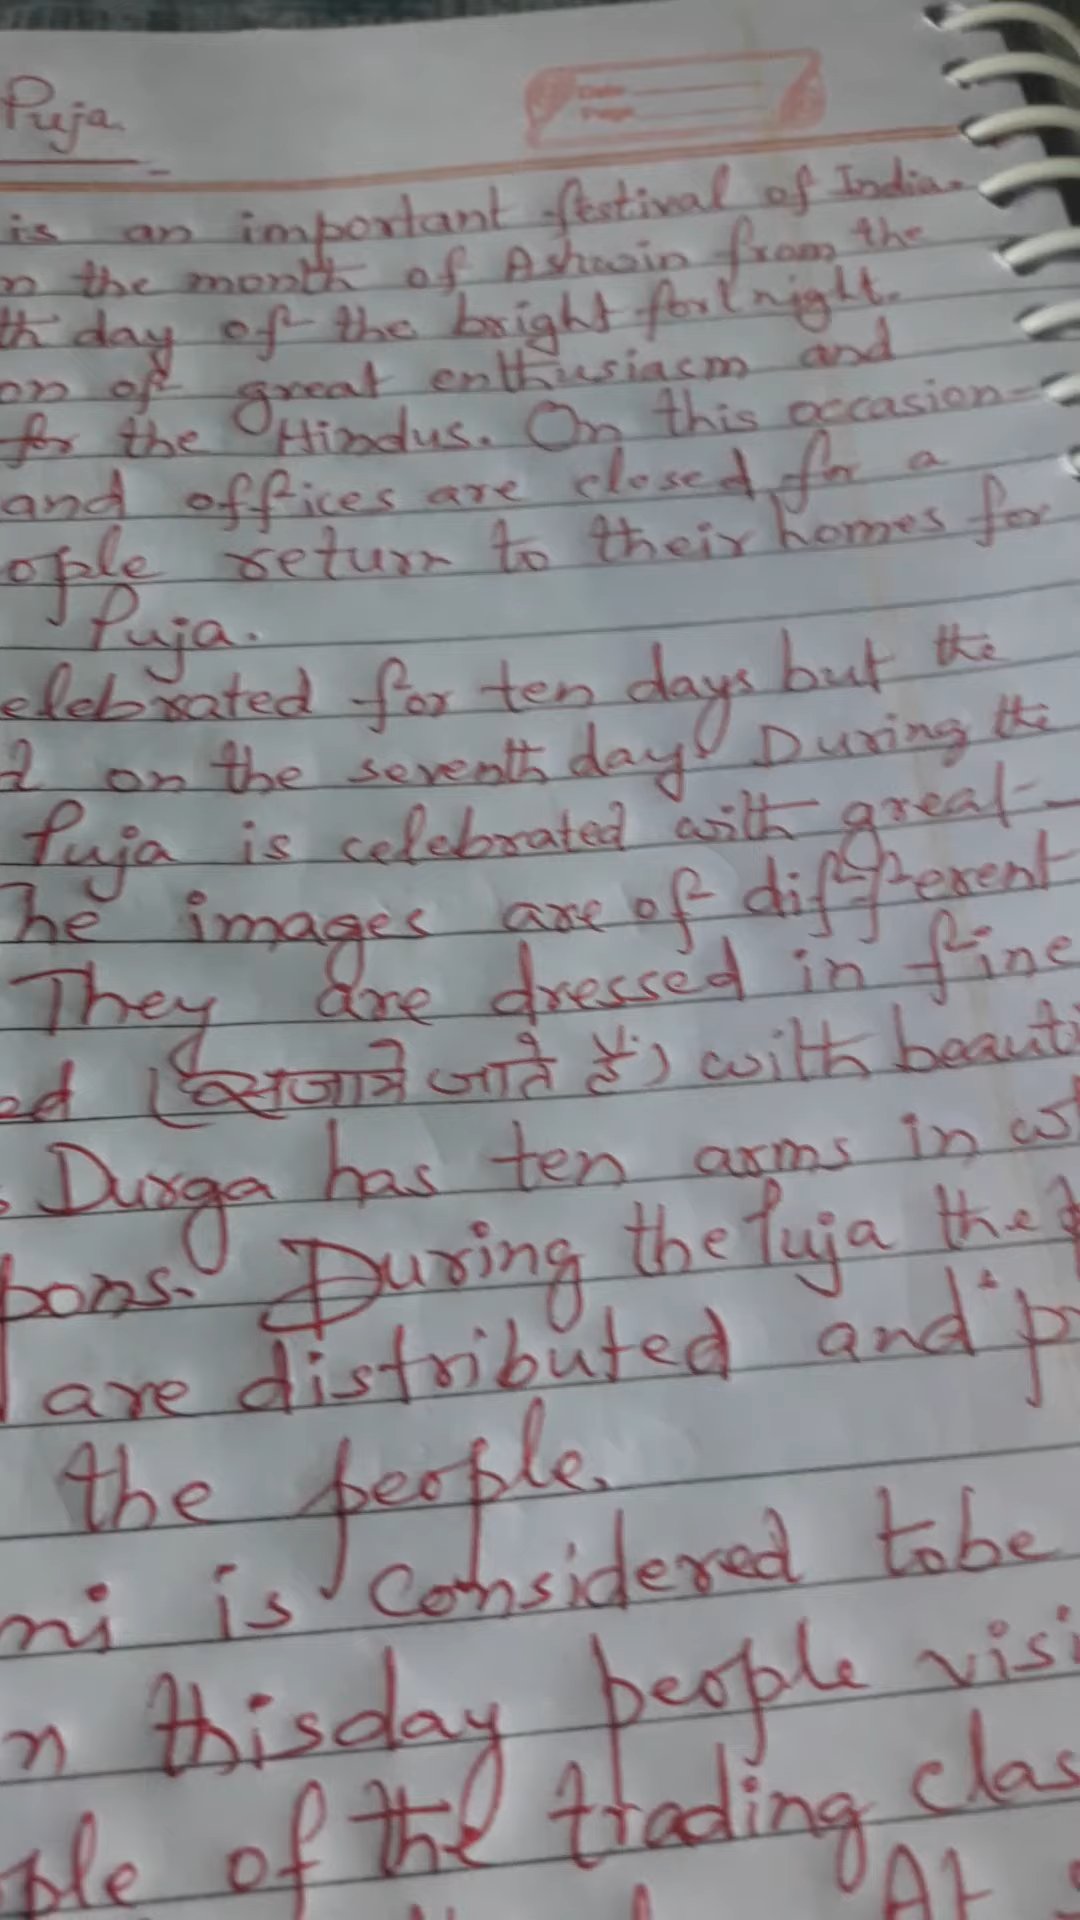 Puja
is an important festival of India.
n the month of Ashwin from the
th day of the bright fortnight.
on of great enthusiasm and
for the Hindus. On this occasion
and offices are closed for a
ople return to their homes for
Puja.
elebrated for ten days but the
on the seventh day. During the
Puja is celebrated with great
he images are of different
They are dressed in fine
ed (सजाये जाते हैं) with beauti
Durga has ten arms in w
pons. During the Puja the
are distributed and p
the people.
mi is considered tobe
n thisday people visi
ple of the trading clas
At